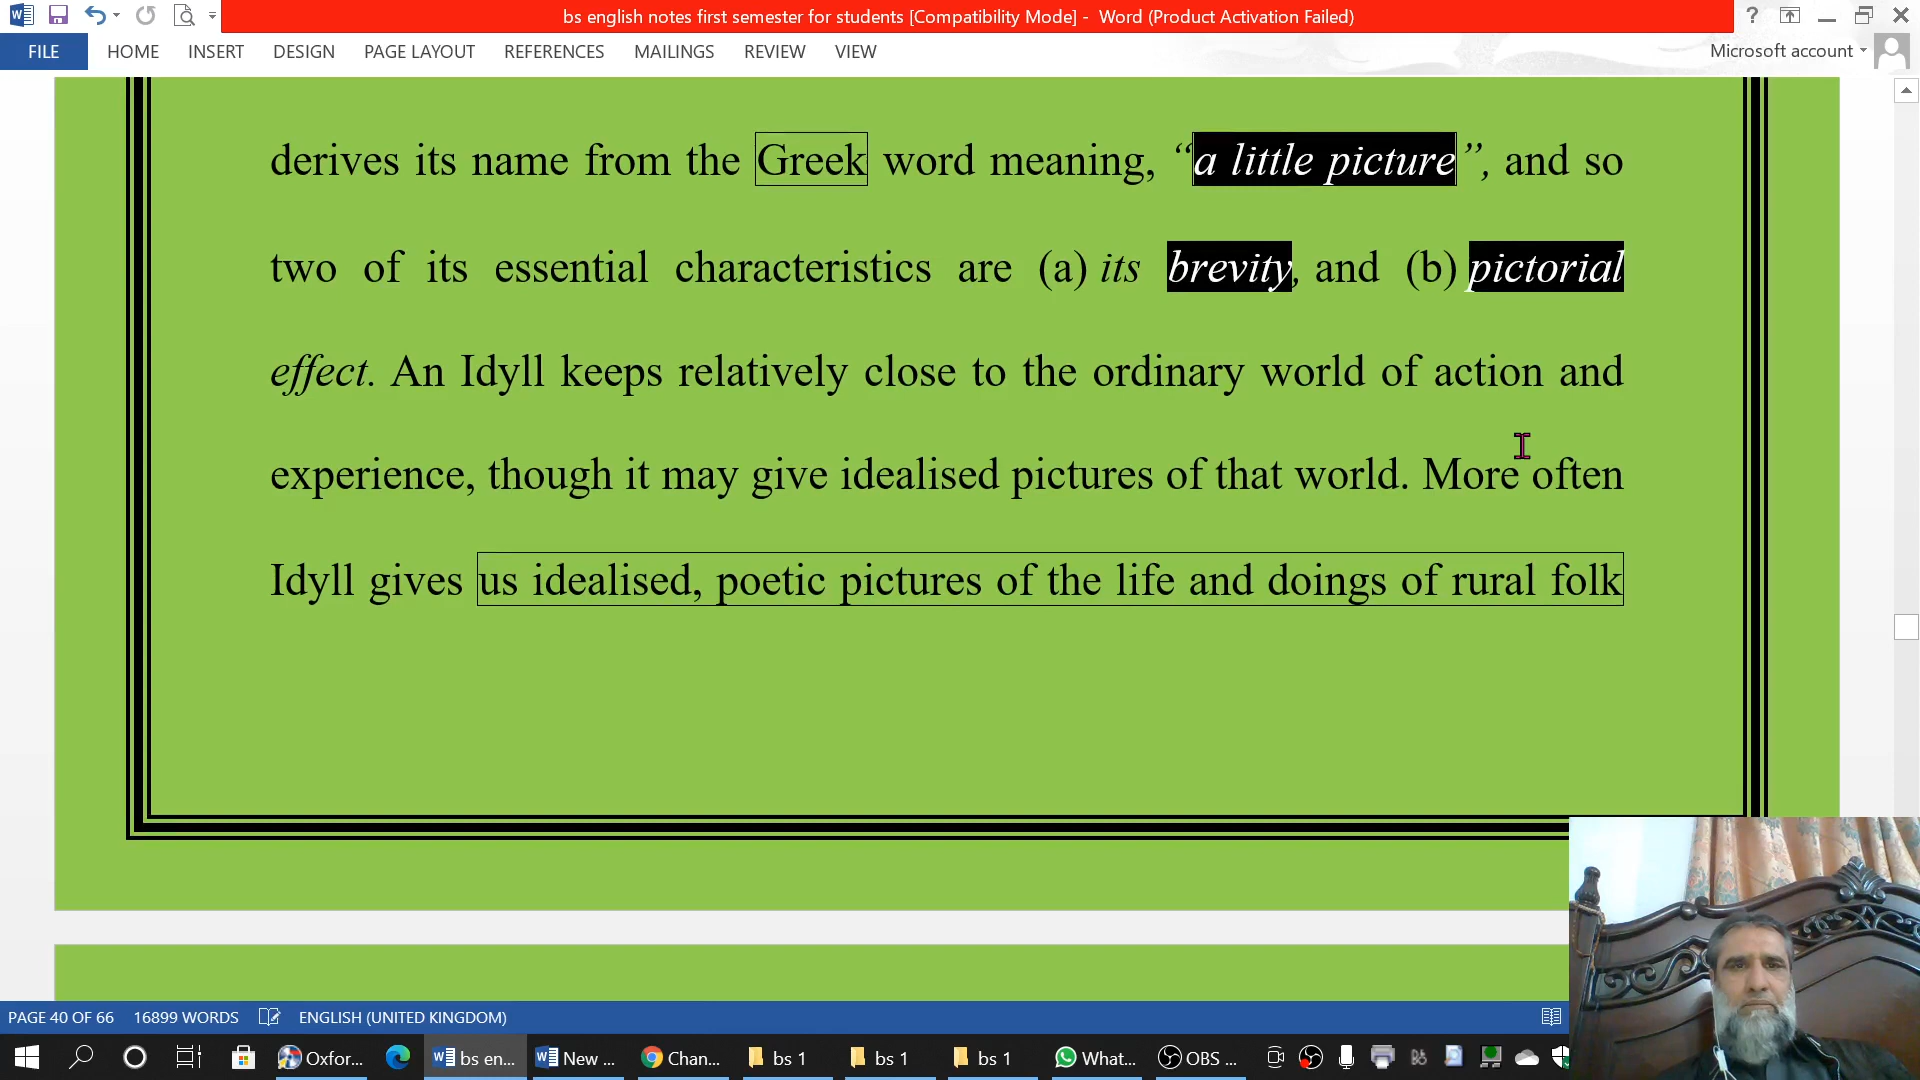 bs english notes first semester for students [Compatibility Mode] - Word (Product Activation Failed)
FILE HOME INSERT DESIGN PAGE LAYOUT REFERENCES MAILINGS REVIEW VIEW Microsoft account
derives its name from the Greek word meaning, “a little picture”, and so
two of its essential characteristics are (a) its brevity, and (b) pictorial
effect. An Idyll keeps relatively close to the ordinary world of action and
experience, though it may give idealised pictures of that world. More often
Idyll gives us idealised, poetic pictures of the life and doings of rural folk
PAGE 40 OF 66 16899 WORDS ENGLISH (UNITED KINGDOM)
Oxfor... bs en... New ... Chan... bs 1 bs 1 bs 1 What... OBS ...